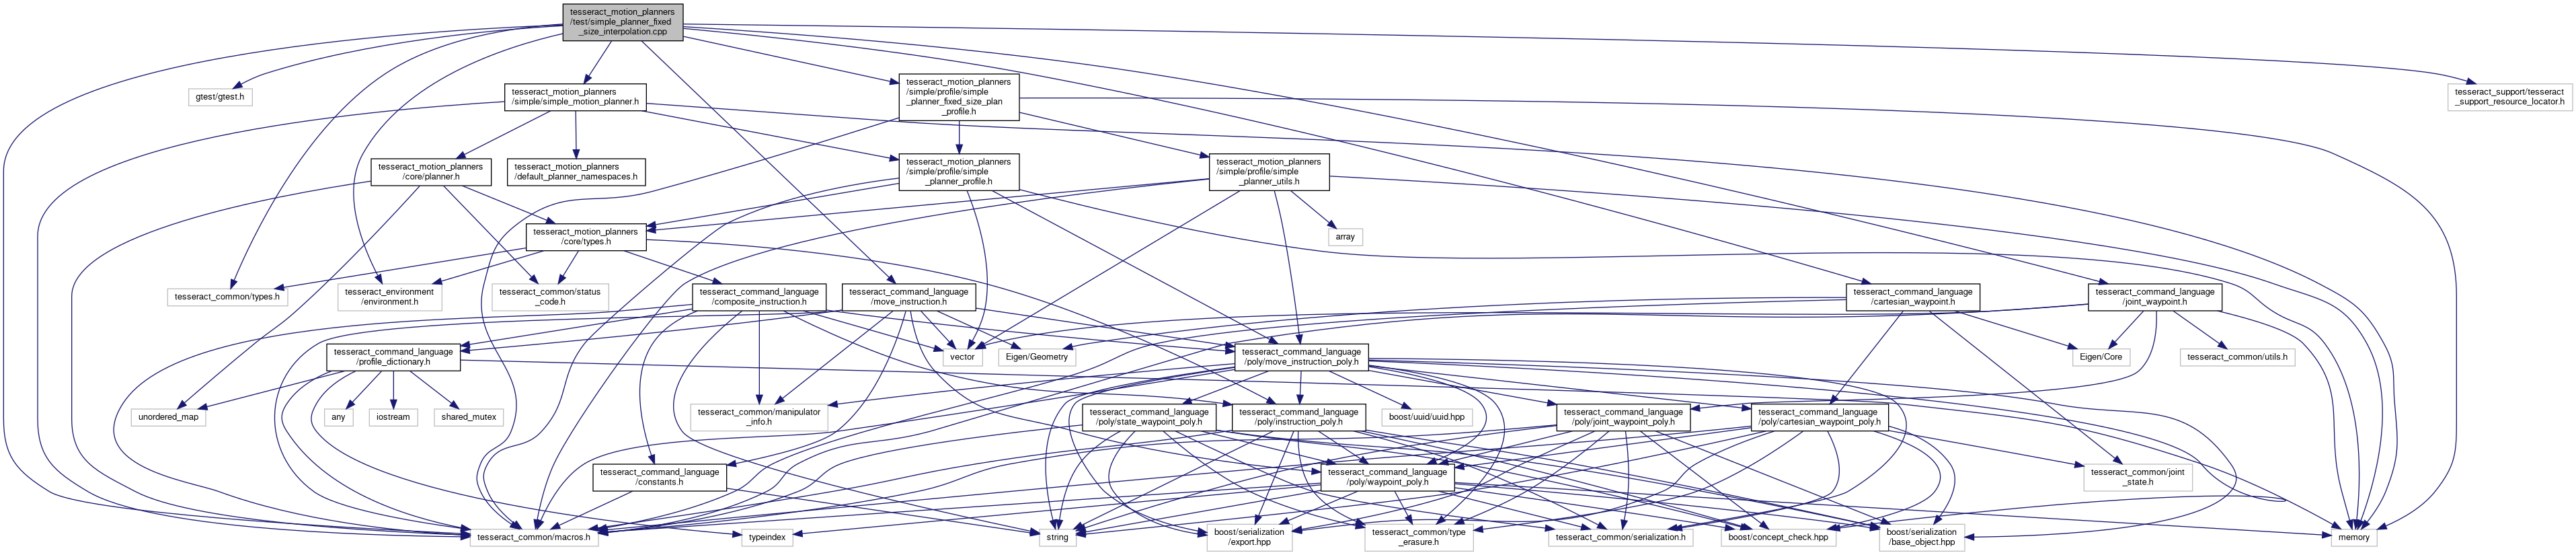 tesseract_motion_planners
/test/simple_planner_fixed
_size_interpolation.cpp
gtest/gtest.h
tesseract_motion_planners
/simple/simple_motion_planner.h
tesseract_motion_planners
/simple/profile/simple
_planner_fixed_size_plan
_profile.h
tesseract_support/tesseract
_support_resource_locator.h
tesseract_motion_planners
/core/planner.h
tesseract_motion_planners
/default_planner_namespaces.h
tesseract_motion_planners
/simple/profile/simple
_planner_profile.h
tesseract_motion_planners
/simple/profile/simple
_planner_utils.h
tesseract_motion_planners
/core/types.h
array
tesseract_common/types.h
tesseract_environment
/environment.h
tesseract_common/status
_code.h
tesseract_command_language
/composite_instruction.h
tesseract_command_language
/move_instruction.h
tesseract_command_language
/cartesian_waypoint.h
tesseract_command_language
/joint_waypoint.h
tesseract_command_language
/profile_dictionary.h
vector
Eigen/Geometry
tesseract_command_language
/poly/move_instruction_poly.h
Eigen/Core
tesseract_common/utils.h
unordered_map
any
iostream
shared_mutex
tesseract_common/manipulator
_info.h
tesseract_command_language
/poly/state_waypoint_poly.h
tesseract_command_language
/poly/instruction_poly.h
boost/uuid/uuid.hpp
tesseract_command_language
/poly/joint_waypoint_poly.h
tesseract_command_language
/poly/cartesian_waypoint_poly.h
tesseract_command_language
/constants.h
tesseract_command_language
/poly/waypoint_poly.h
tesseract_common/joint
_state.h
tesseract_common/macros.h
typeindex
string
boost/serialization
/export.hpp
tesseract_common/type
_erasure.h
tesseract_common/serialization.h
boost/concept_check.hpp
boost/serialization
/base_object.hpp
memory